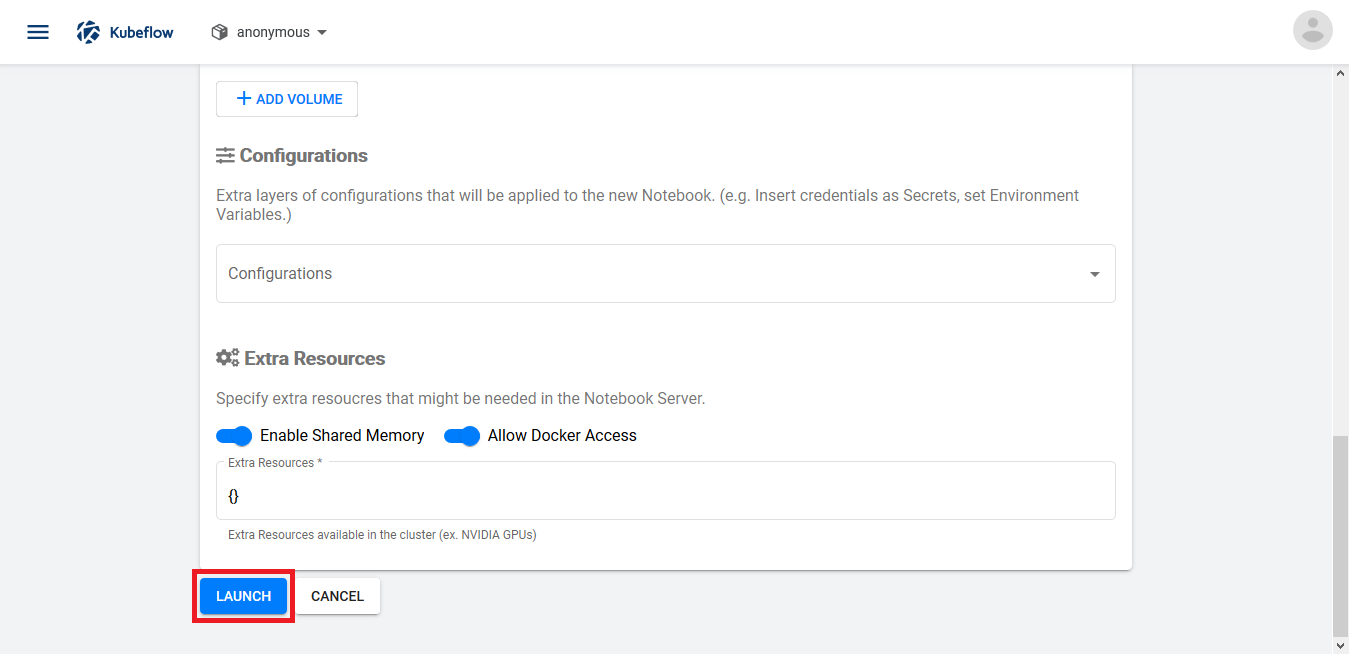 Kubeflow
anonymous
ADD VOLUME
Configurations
Extra layers of configurations that will be applied to the new Notebook. (e.g. Insert credentials as Secrets, set Environment
Variables.)
Configurations
Extra Resources
Specify extra resoucres that might be needed in the Notebook Server.
Enable Shared Memory
Allow Docker Access
Extra Resources *
{}
Extra Resources available in the cluster (ex. NVIDIA GPUs)
LAUNCH
CANCEL